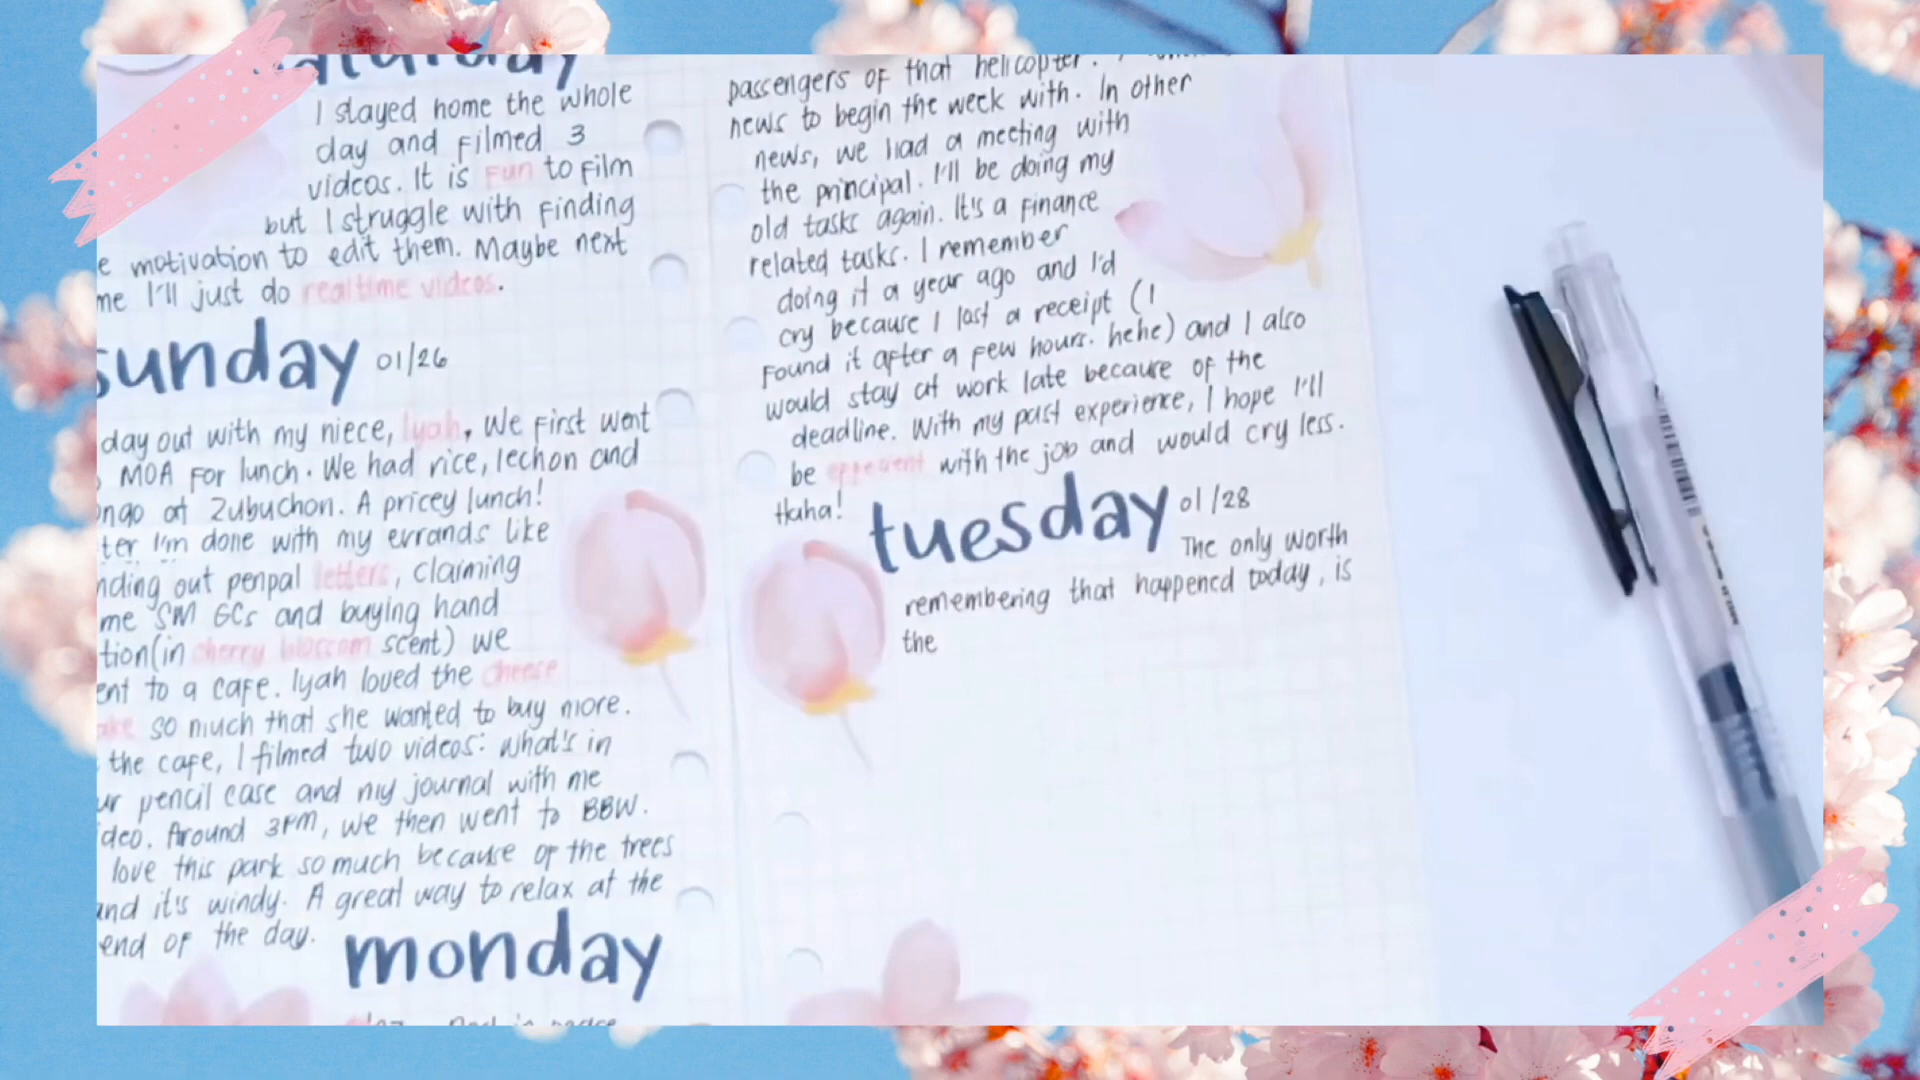 saturday
I stayed home the whole
day and filmed 3
videos. It is fun to film
but I struggle with finding
e motivation to edit them. Maybe next
me I'll just do realtime videos.
sunday 01/26
day out with my niece, Iyah. We first went
MOA for lunch. We had rice, lechon and
ngo at Zubuchon. A pricey lunch!
ter I'm done with my errands like
nding out penpal letters, claiming
me SM GCs and buying hand
tion(in cherry blossom scent) we
ent to a cafe. Iyah loved the cheese
ake so much that she wanted to buy more.
the cafe, I filmed two videos: what's in
ur pencil case and my journal with me
deo. Around 3PM, we then went to BBW.
love this park so much because of the trees
and it's windy. A great way to relax at the
end of the day.
monday
passengers of that helicopter.
news to begin the week with. In other
news, we had a meeting with
the principal. I'll be doing my
old tasks again. It's a finance
related tasks. I remember
doing it a year ago and I'd
cry because I lost a receipt (I
found it after a few hours. hehe) and I also
would stay at work late because of the
deadline. With my past experience, I hope I'll
be with the job and would cry less.
Haha!
tuesday 01/28
The only worth
remembering that happened today, is
the